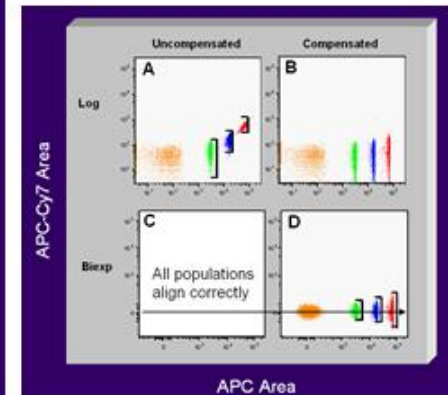 Uncompensated Compensated
A B
Log
APC-Cy7 Area
C D
Biexp
All populations
align correctly
APC Area